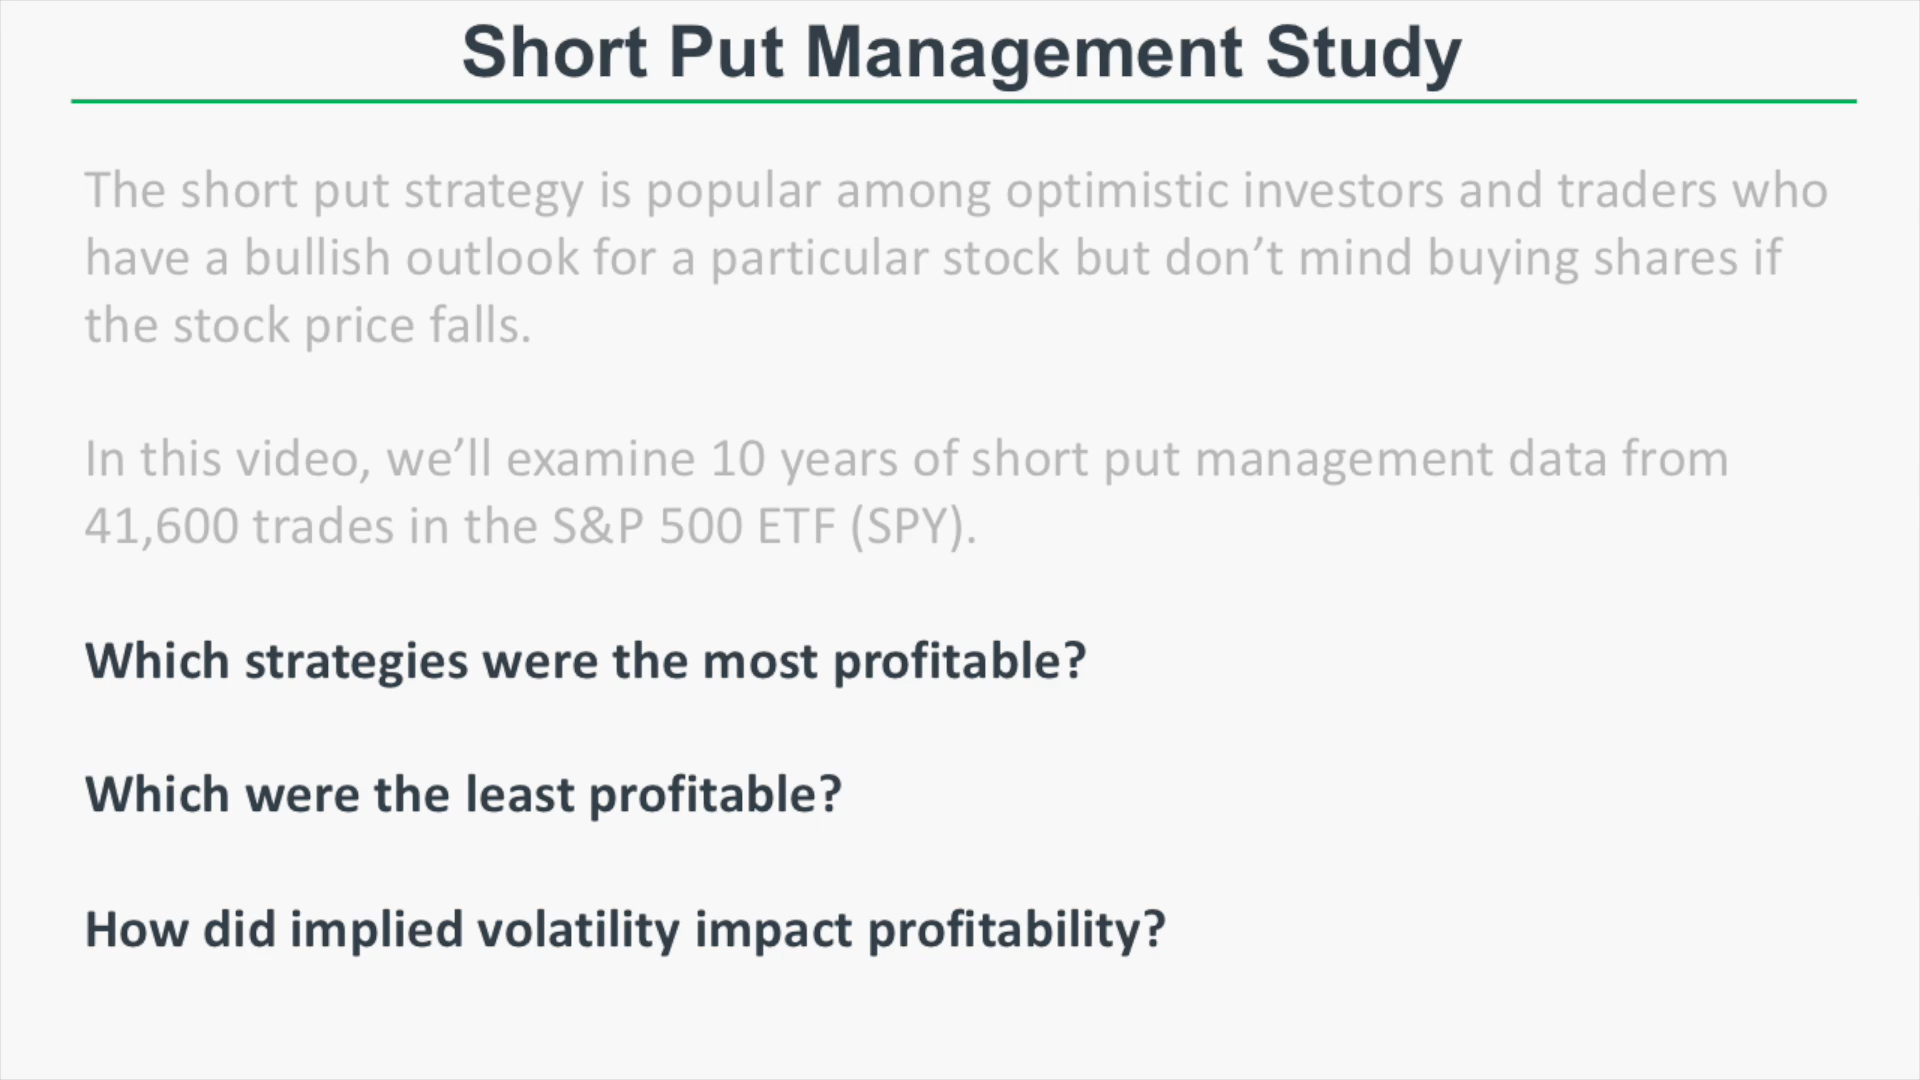 Short Put Management Study
The short put strategy is popular among optimistic investors and traders who
have a bullish outlook for a particular stock but don’t mind buying shares if
the stock price falls.
In this video, we’ll examine 10 years of short put management data from
41,600 trades in the S&P 500 ETF (SPY).
Which strategies were the most profitable?
Which were the least profitable?
How did implied volatility impact profitability?